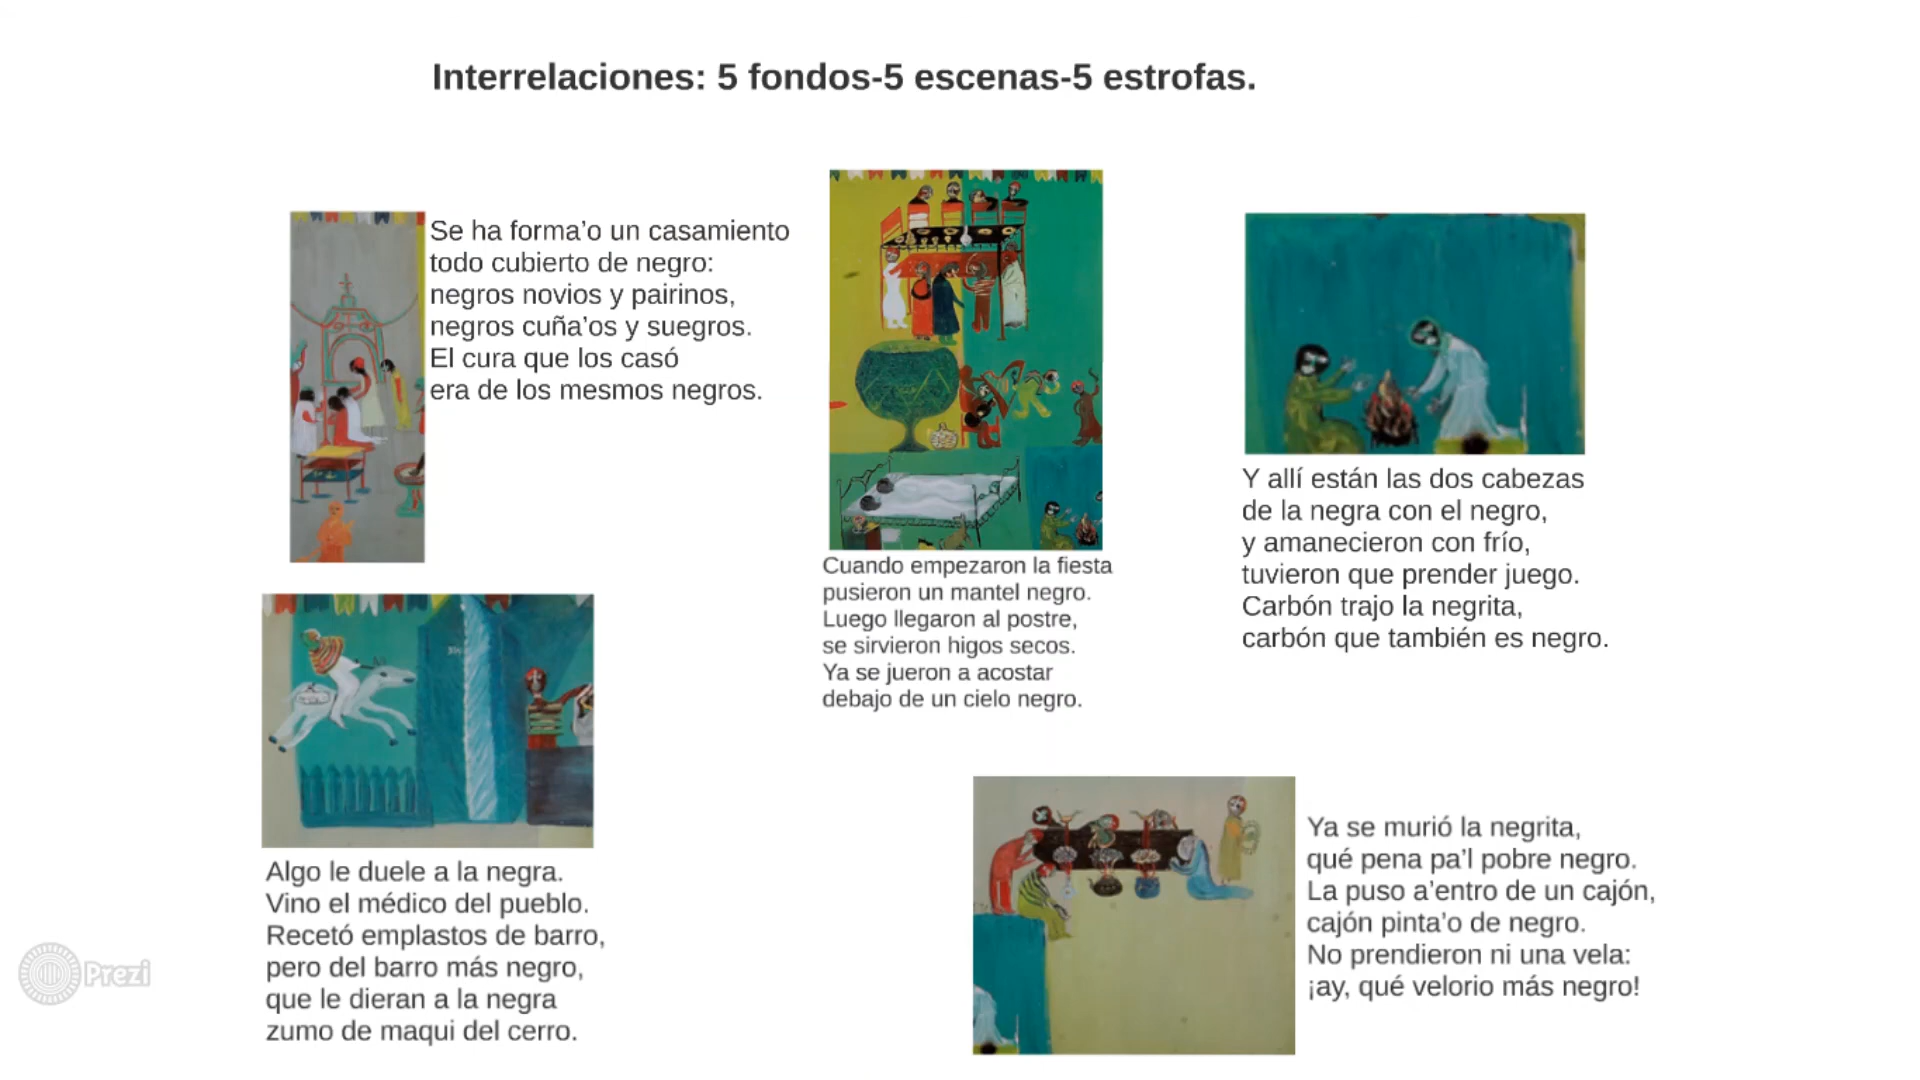 Interrelaciones: 5 fondos-5 escenas-5 estrofas.
Se ha forma’o un casamiento
todo cubierto de negro:
negros novios y pairinos,
negros cuña’os y suegros.
El cura que los casó
era de los mesmos negros.
Cuando empezaron la fiesta
pusieron un mantel negro.
Luego llegaron al postre,
se sirvieron higos secos.
Ya se jueron a acostar
debajo de un cielo negro.
Y allí están las dos cabezas
de la negra con el negro,
y amanecieron con frío,
tuvieron que prender juego.
Carbón trajo la negrita,
carbón que también es negro.
Algo le duele a la negra.
Vino el médico del pueblo.
Recetó emplastos de barro,
pero del barro más negro,
que le dieran a la negra
zumo de maqui del cerro.
Ya se murió la negrita,
qué pena pa’l pobre negro.
La puso a’entro de un cajón,
cajón pinta’o de negro.
No prendieron ni una vela:
¡ay, qué velorio más negro!
Prezi